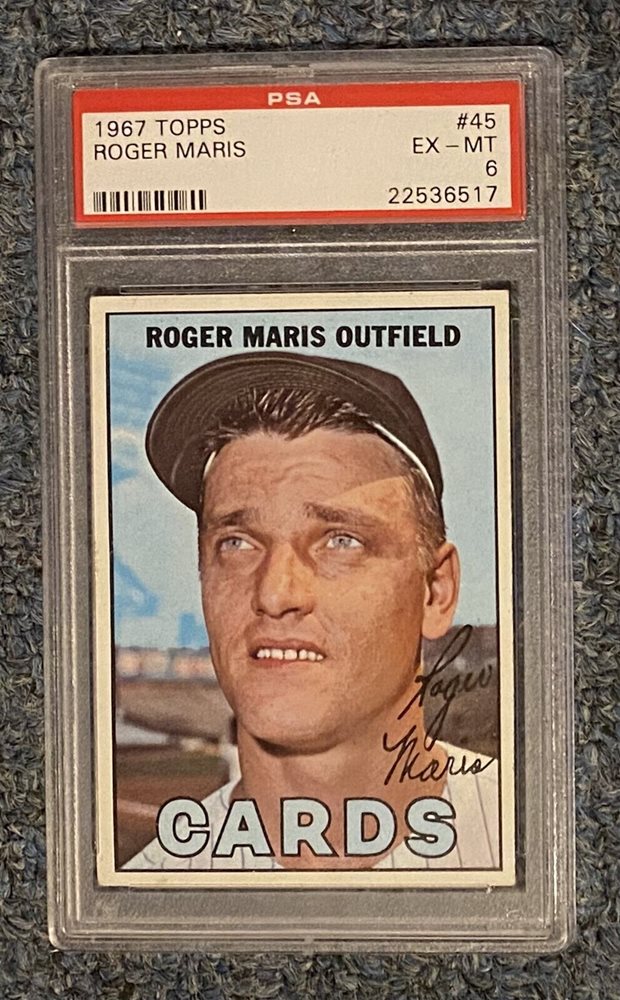 PSA
1967 TOPPS #45
ROGER MARIS EX - MT
6
22536517
ROGER MARIS OUTFIELD
Roger
Maris
CARDS